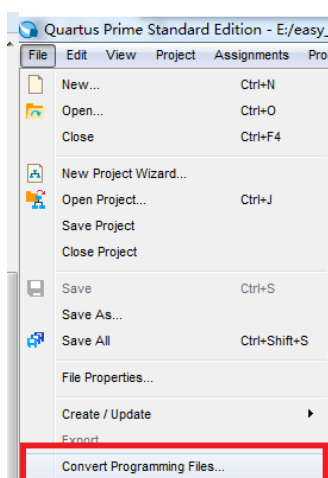 Quartus Prime Standard Edition - E:/easy_
File Edit View Project Assignments Pro
New... Ctrl+N
Open... Ctrl+O
Close Ctrl+F4
New Project Wizard...
Open Project... Ctrl+J
Save Project
Close Project
Save Ctrl+S
Save As...
Save All Ctrl+Shift+S
File Properties...
Create / Update
Export...
Convert Programming Files...